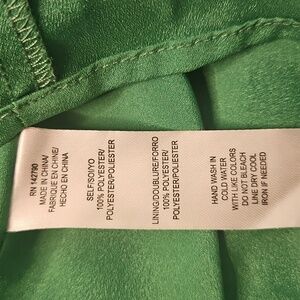 RN 142790
MADE IN CHINA/
FABRIQUE EN CHINE/
HECHO EN CHINA
SELF/SOI/YO
100% POLYESTER/
POLYESTER/POLIESTER
LINING/DOUBLURE/FORRO
100% POLYESTER/
POLYESTER/POLIESTER
HAND WASH IN
COLD WATER
WITH LIKE COLORS
DO NOT BLEACH
LINE DRY COOL
IRON IF NEEDED